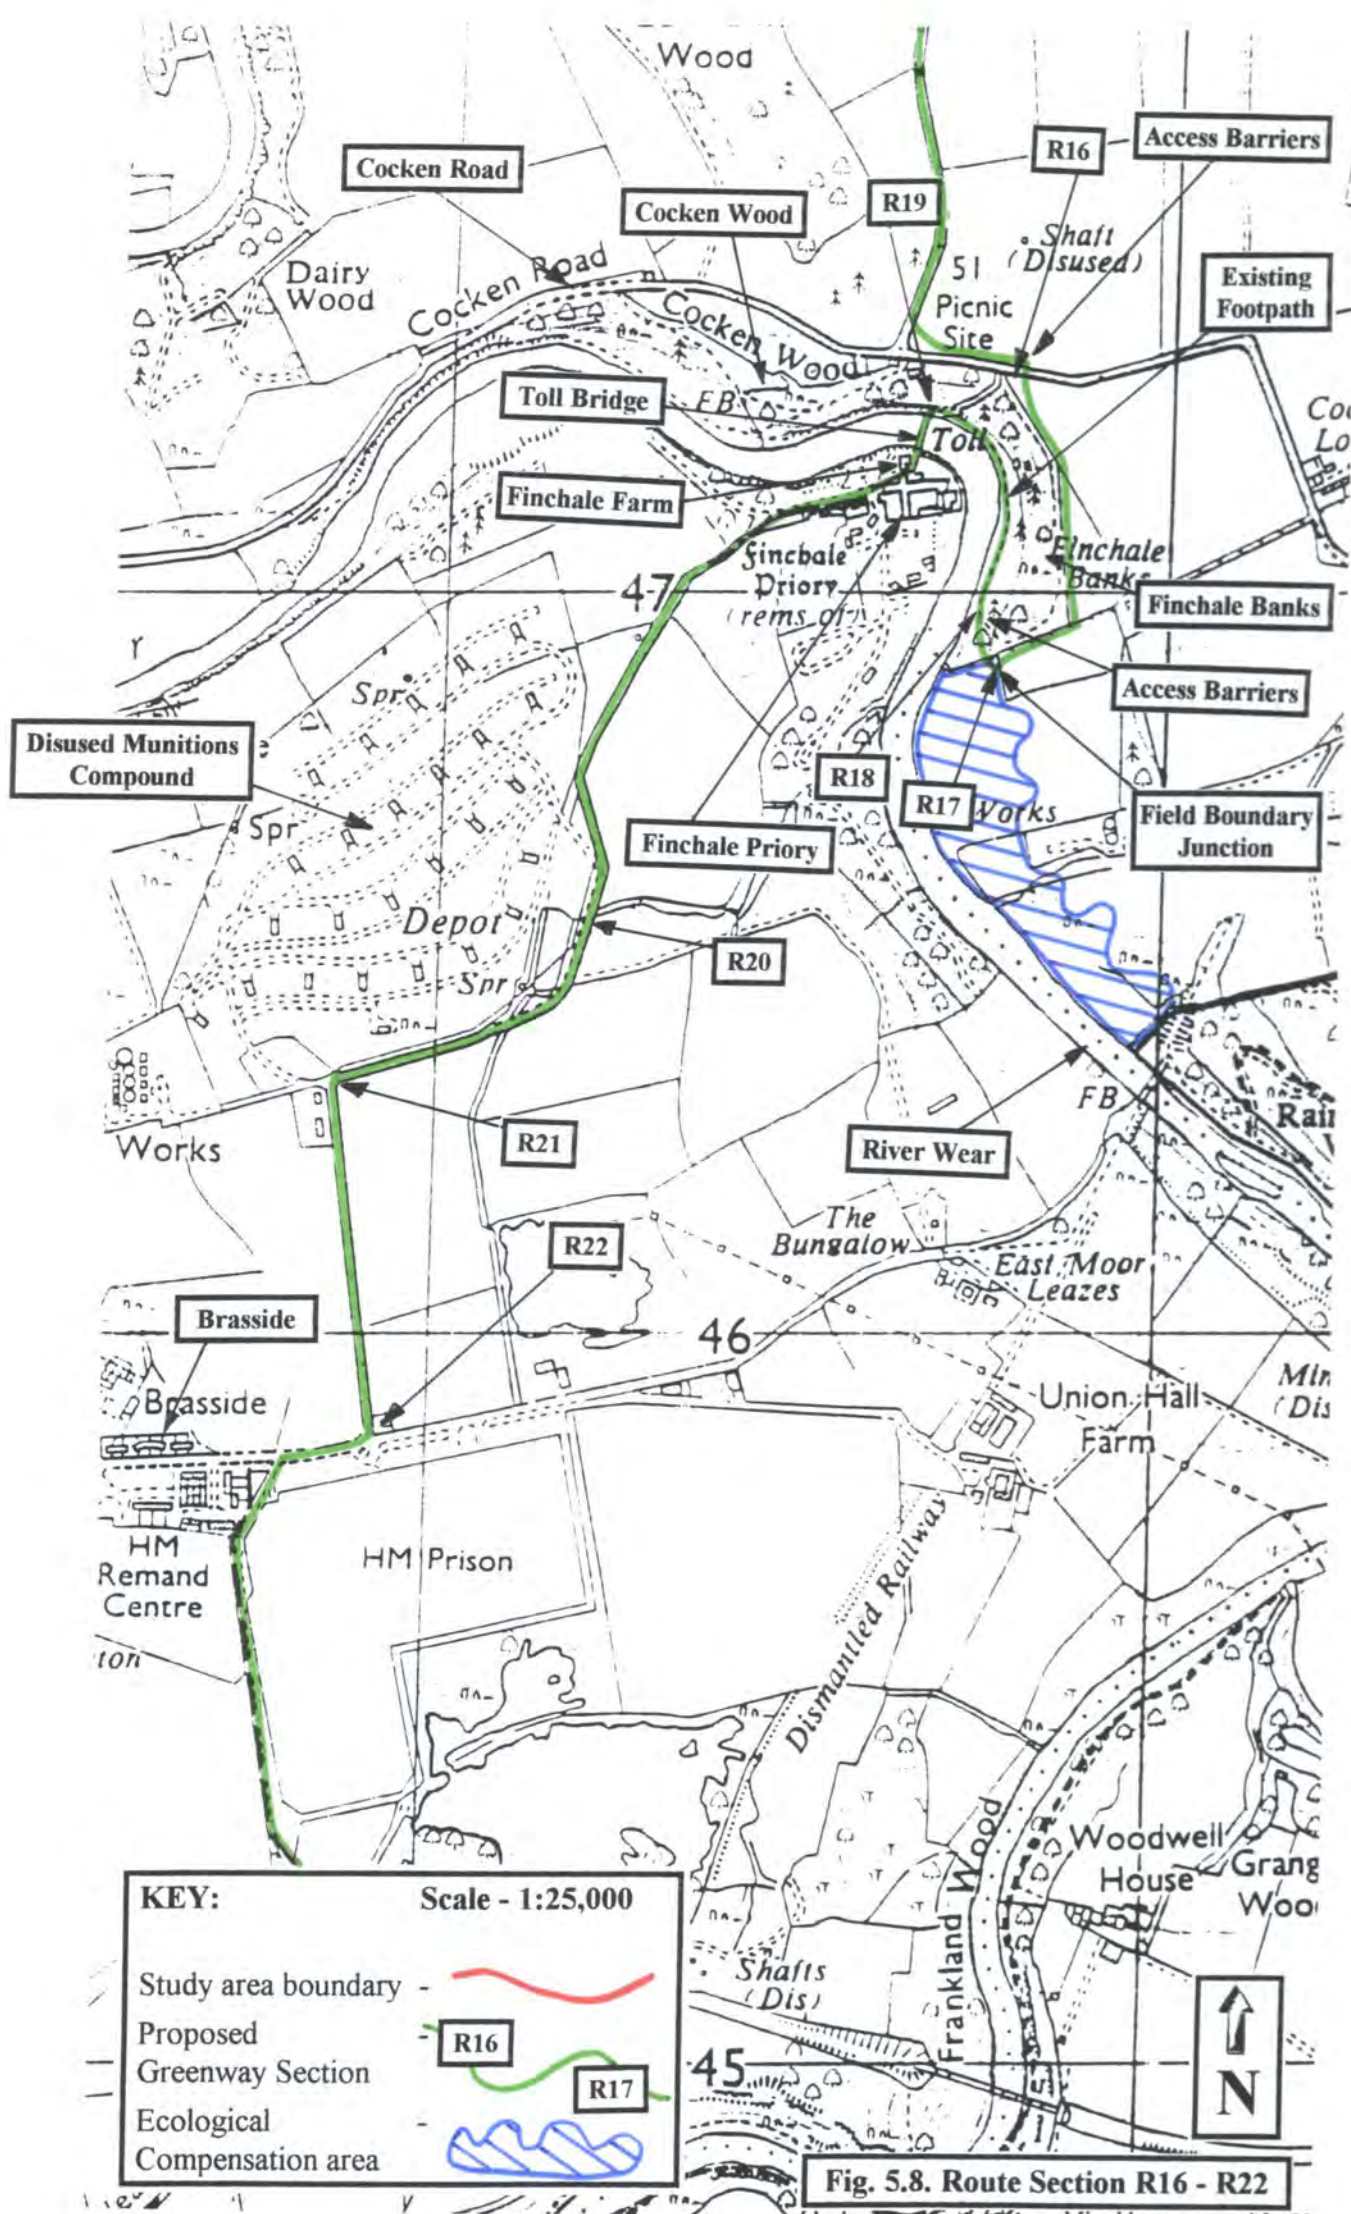 Wood
Access Barriers
R16
Cocken Road
R19
Cocken Wood
Shaft
(Disused)
Dairy
Wood
Cocken Road
51
Picnic
Site
Existing
Footpath
Cocken Wood
Toll Bridge
FB
Toll
Finchale Farm
Finchale
Banks
Finchale
Priory
(rems of)
47
Finchale Banks
r
Spr
Access Barriers
Disused Munitions
Compound
R18
R17
Works
Field Boundary
Junction
Spr
Finchale Priory
Depot
R20
Spr
FB
Works
R21
River Wear
The
Bungalow
R22
East Moor
Leazes
Brasside
46
Brasside
Union Hall
Farm
HM
Remand
Centre
HM Prison
ton
Dismantled Railway
Frankland Wood
Woodwell
House
Grang
Woo
Shafts
(Dis)
45
KEY:
Scale - 1:25,000
Study area boundary -
Proposed -
Greenway Section
R16
R17
Ecological -
Compensation area
N
Fig. 5.8. Route Section R16 - R22